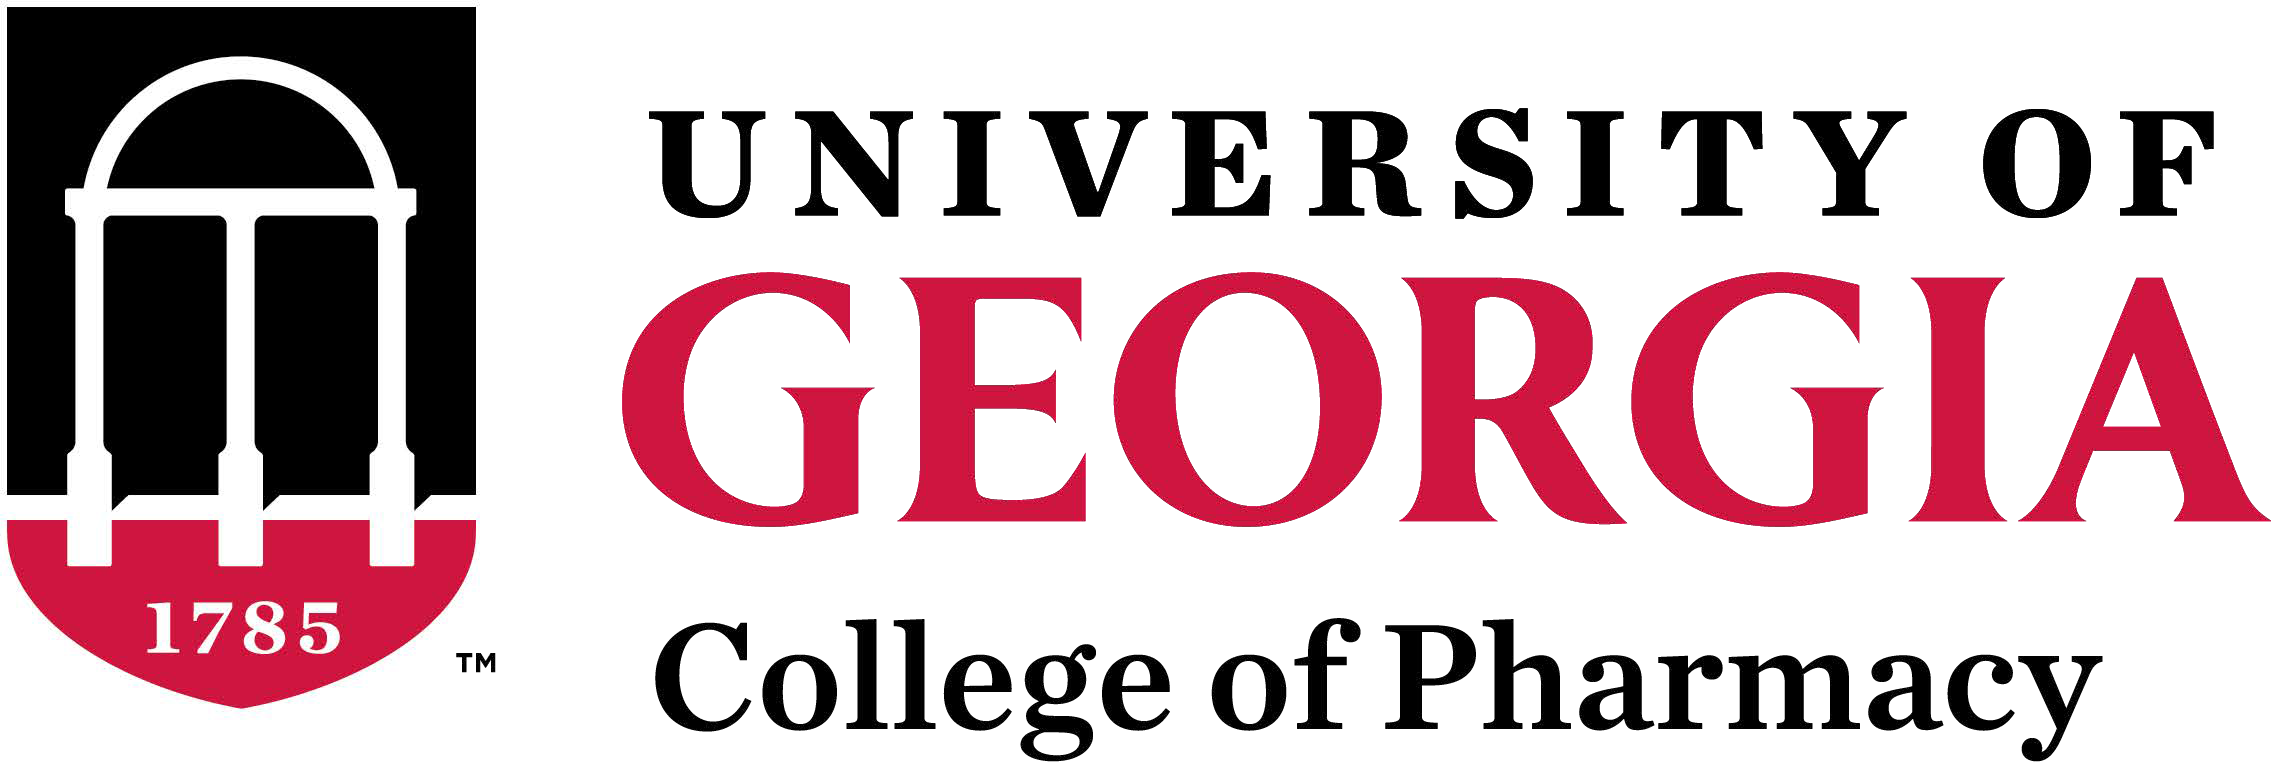 UNIVERSITY OF
GEORGIA
College of Pharmacy
1785
TM